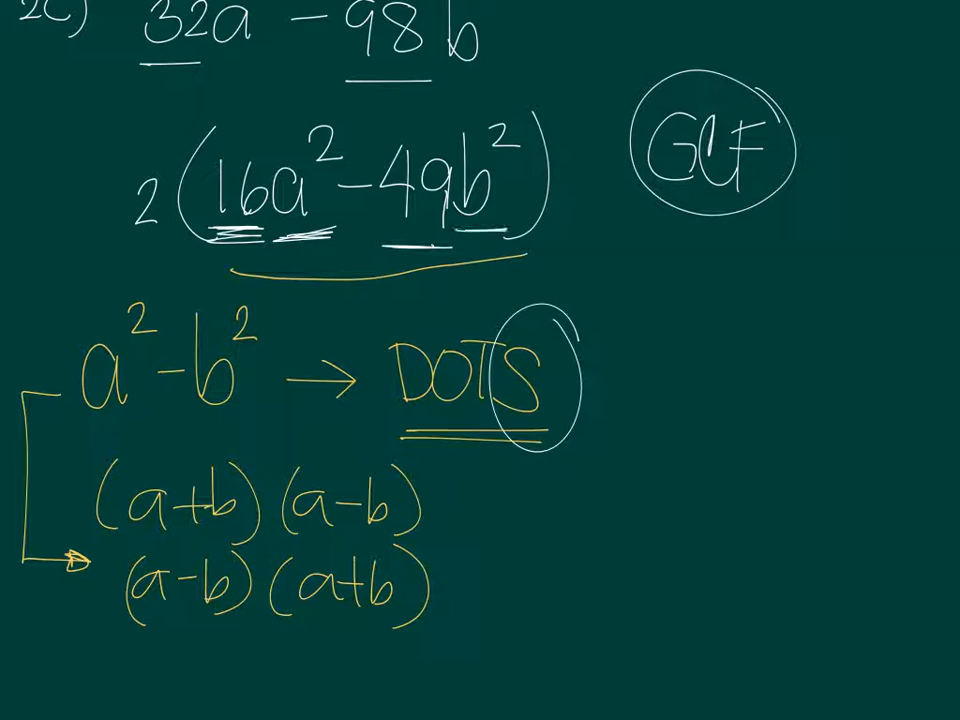 2c) 32a - 98b
2(16a² - 49b²) GCF
a² - b² → DOTS
(a+b)(a-b)
(a-b)(a+b)